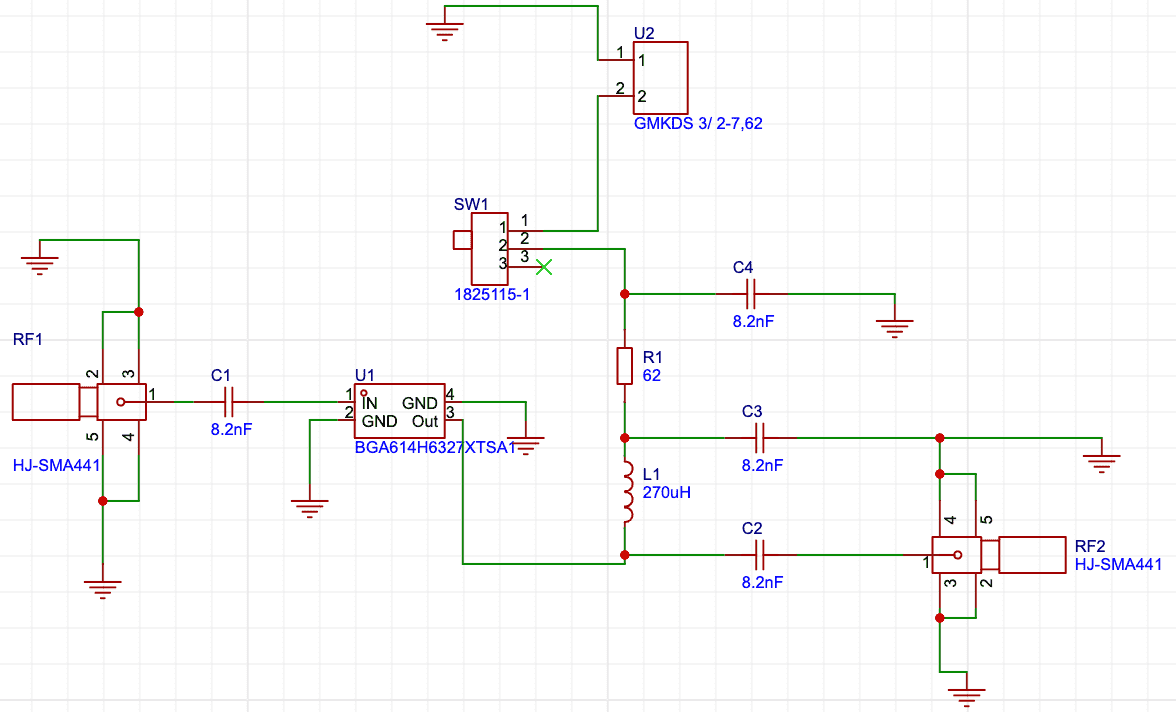 U2
1
1
2
2
GMKDS 3/ 2-7,62
SW1
1
1
2
2
3
3
1825115-1
C4
8.2nF
RF1
2
3
1
5
4
HJ-SMA441
C1
8.2nF
U1
1
IN
GND
4
2
GND
Out
3
BGA614H6327XTSA1
R1
62
C3
8.2nF
L1
270uH
C2
8.2nF
4
5
1
3
2
RF2
HJ-SMA441